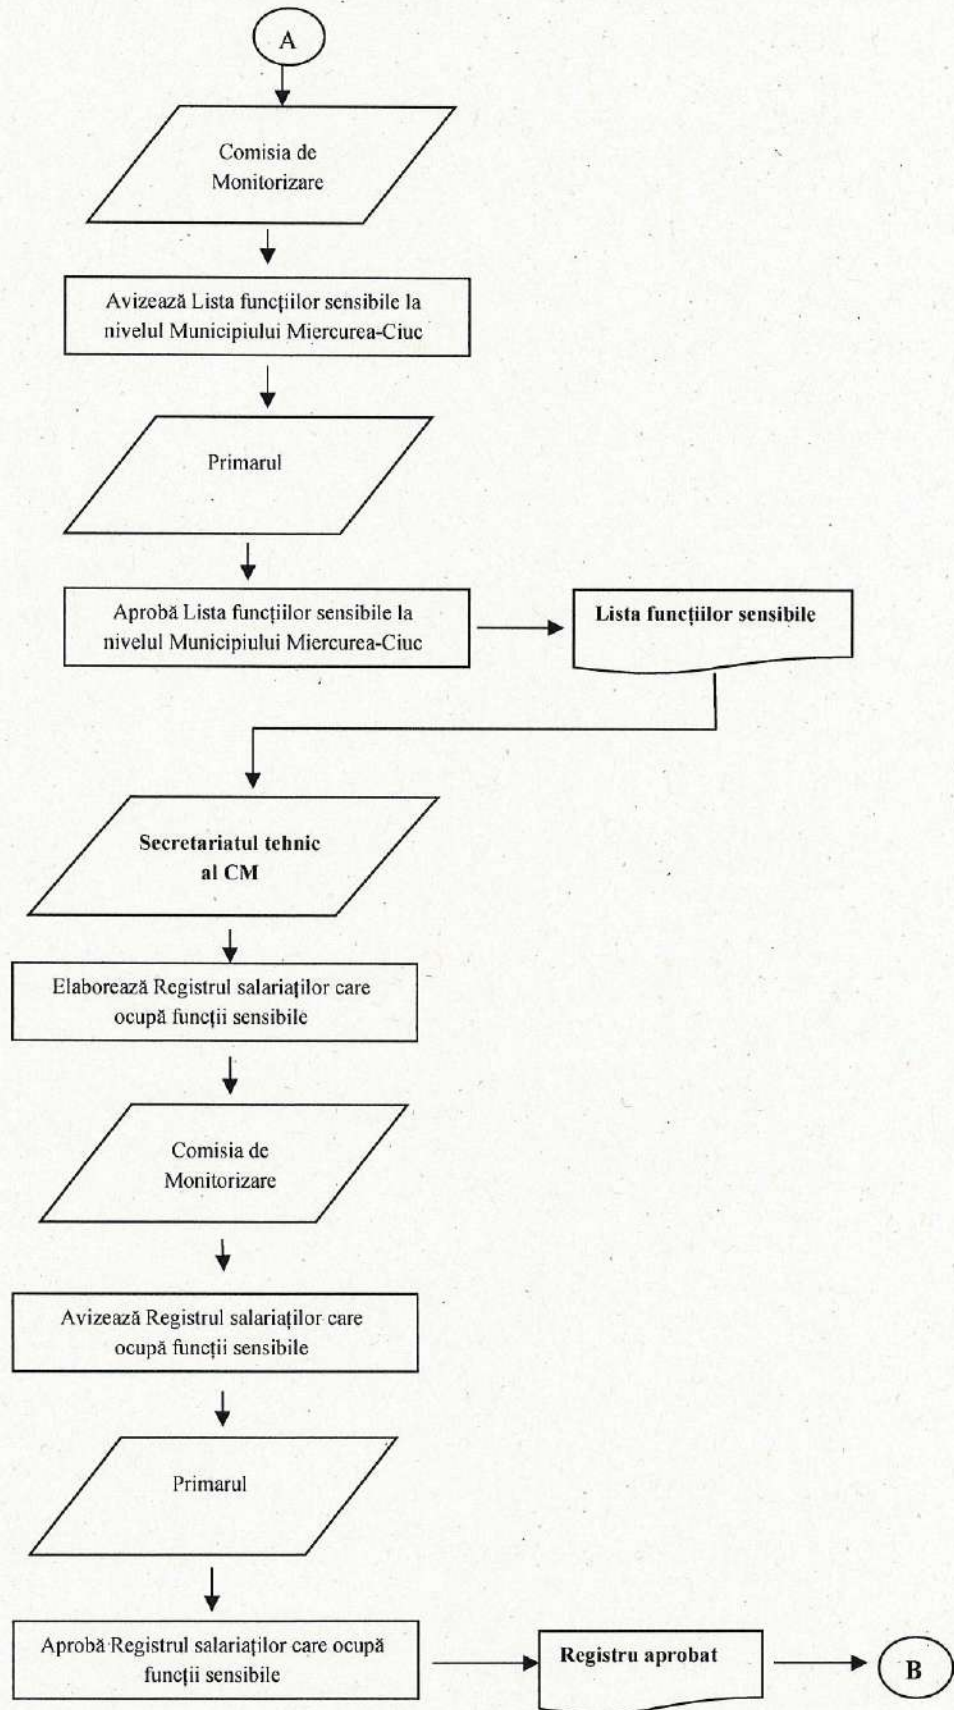 A
Comisia de
Monitorizare
Avizează Lista funcțiilor sensibile la
nivelul Municipiului Miercurea-Ciuc
Primarul
Aprobă Lista funcțiilor sensibile la
nivelul Municipiului Miercurea-Ciuc
Lista funcțiilor sensibile
Secretariatul tehnic
al CM
Elaborează Registrul salariaților care
ocupă funcții sensibile
Comisia de
Monitorizare
Avizează Registrul salariaților care
ocupă funcții sensibile
Primarul
Aprobă Registrul salariaților care ocupă
funcții sensibile
Registru aprobat
B